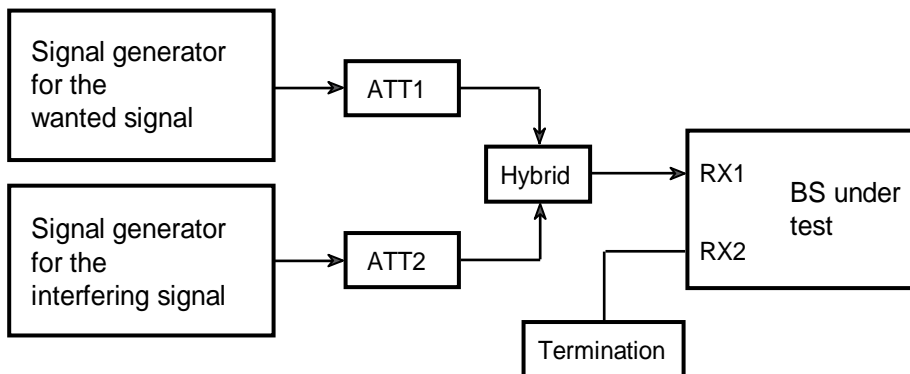 Signal generator
for the
wanted signal
ATT1
Hybrid
RX1
BS under
test
Signal generator
for the
interfering signal
ATT2
RX2
Termination